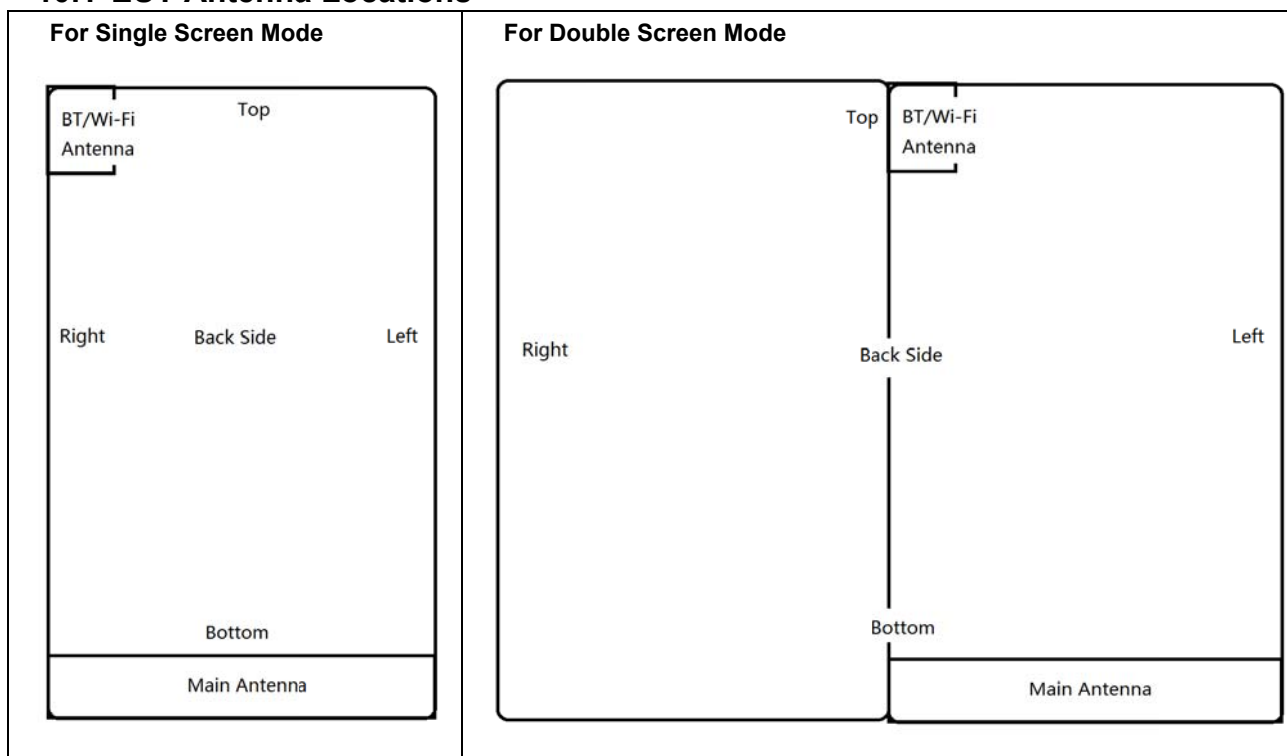 For Single Screen Mode
For Double Screen Mode
BT/Wi-Fi
Antenna
Top
Right
Back Side
Left
Bottom
Main Antenna
Top
BT/Wi-Fi
Antenna
Right
Back Side
Left
Bottom
Main Antenna